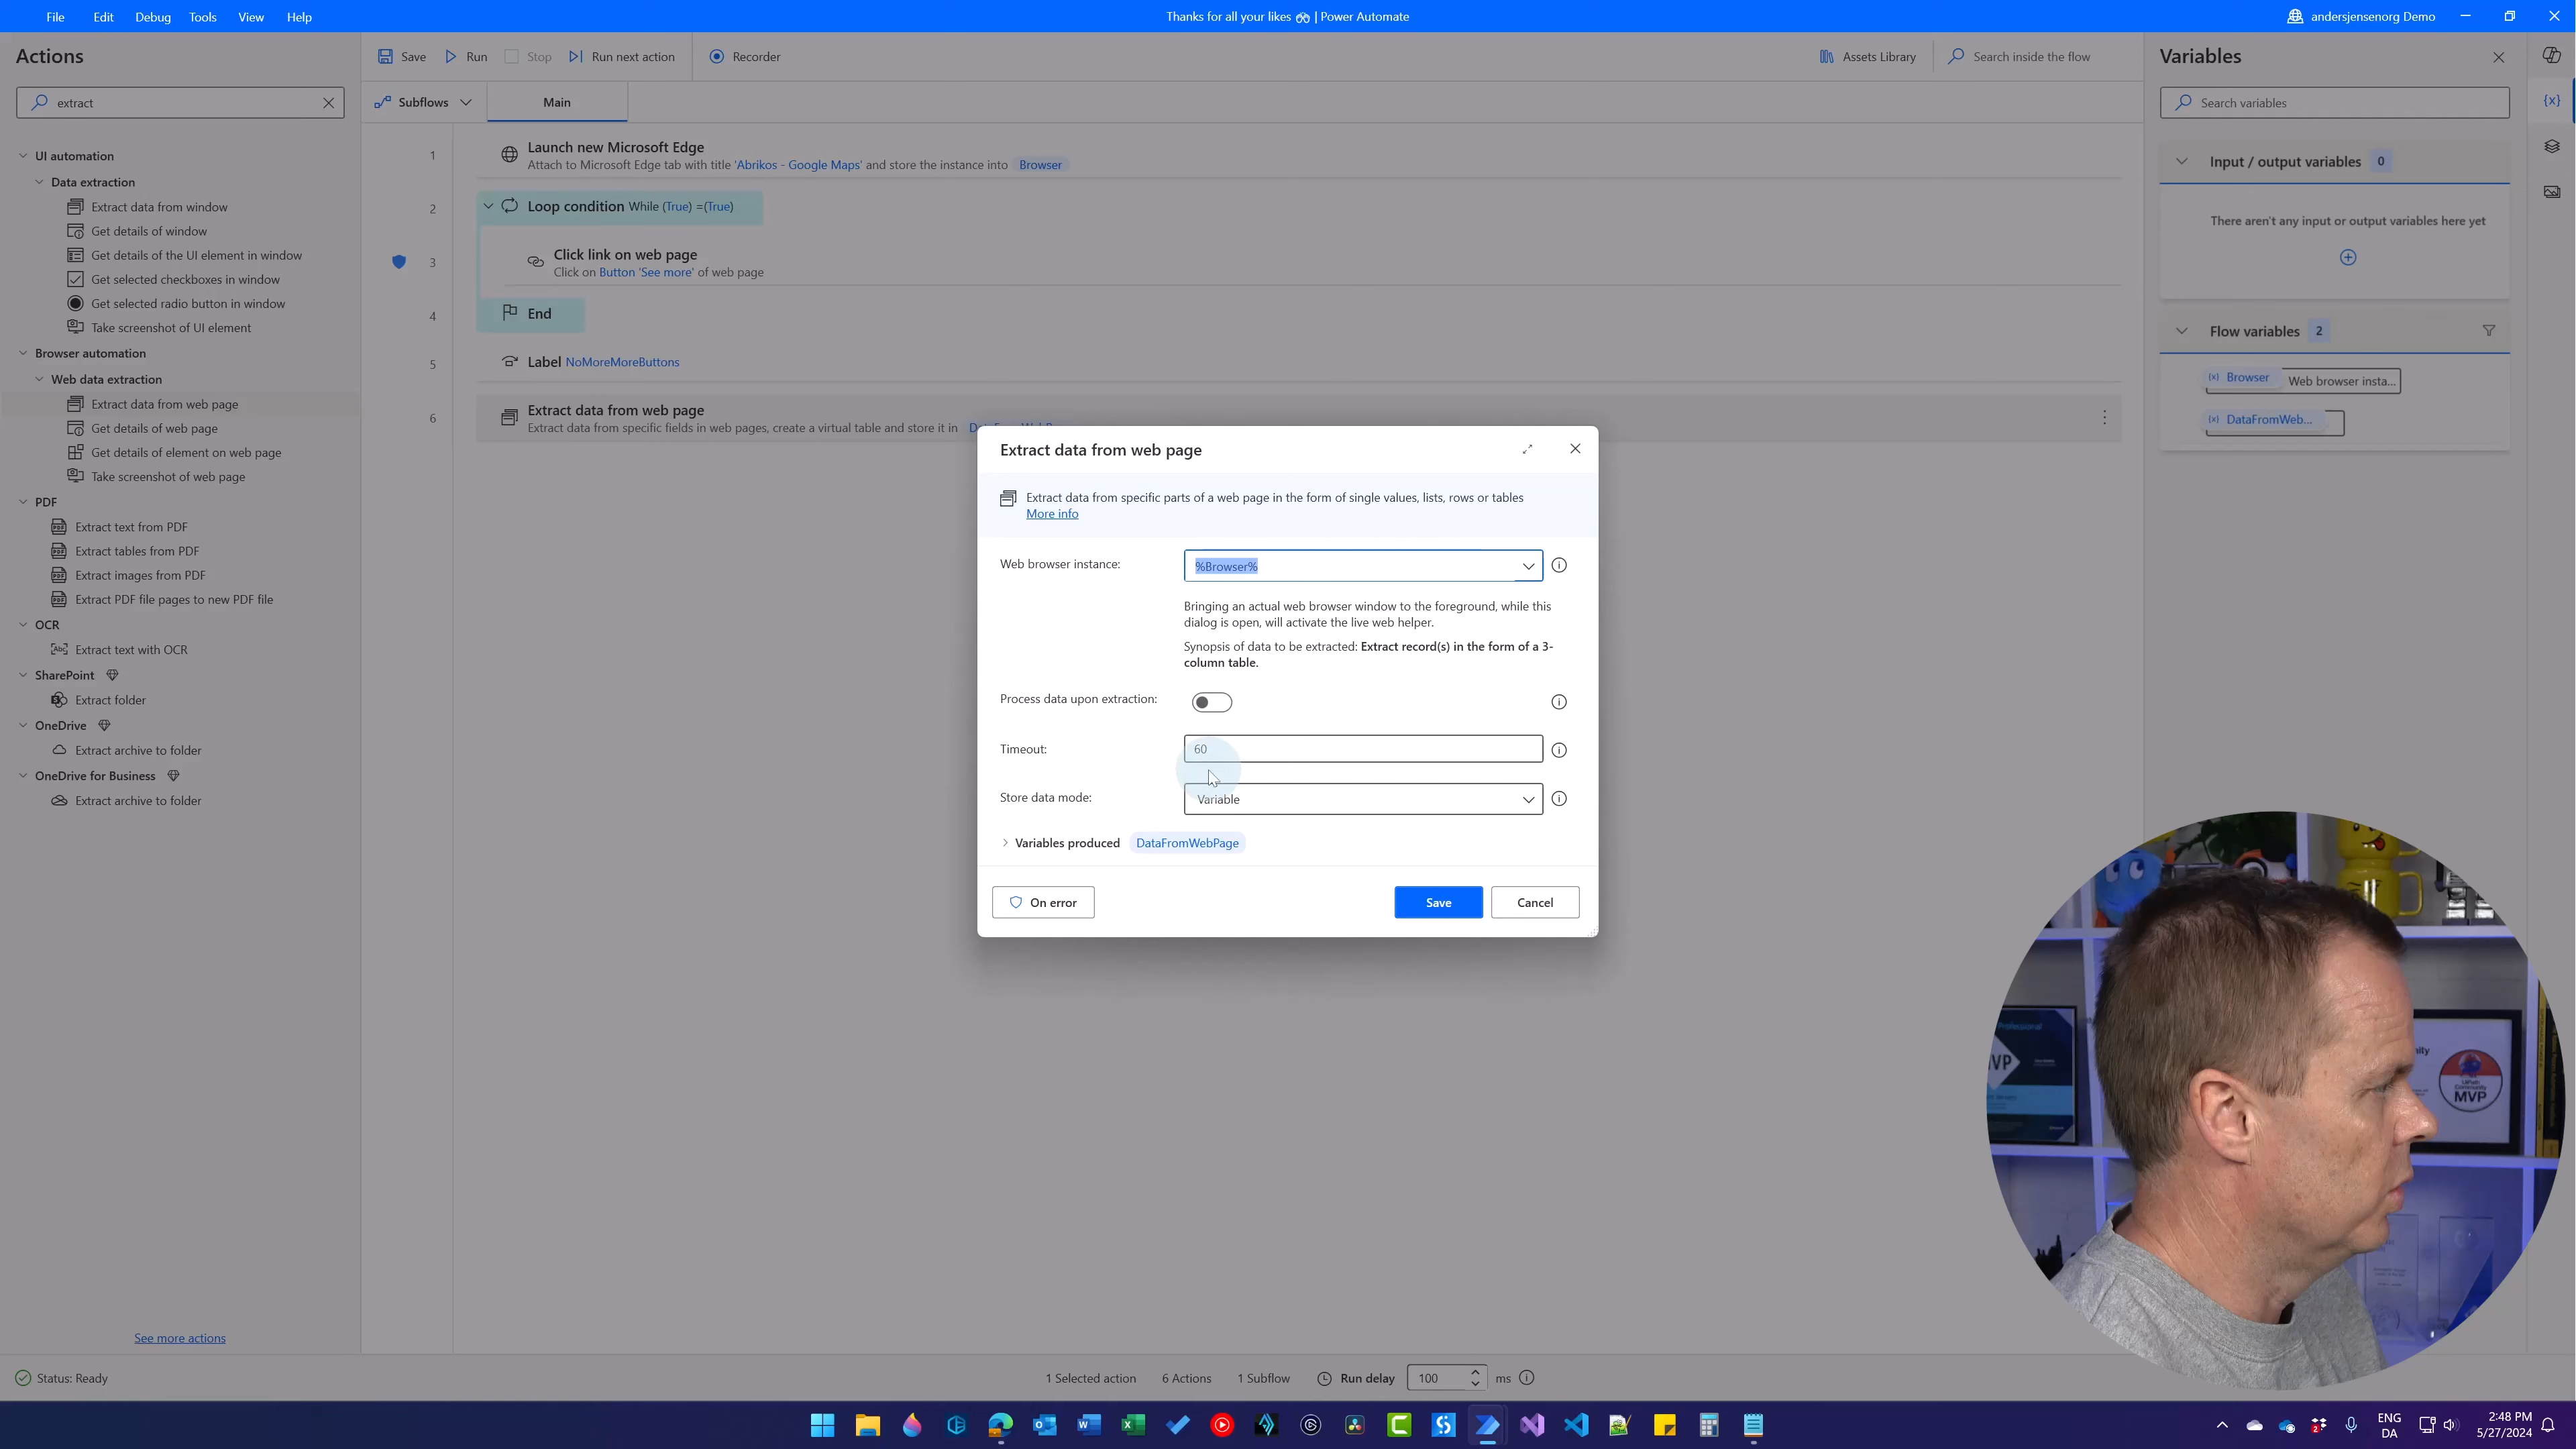 File Edit Debug Tools View Help
Thanks for all your likes | Power Automate
andersjensenorg Demo
Actions
extract
UI automation
Data extraction
Extract data from window
Get details of window
Get details of the UI element in window
Get selected checkboxes in window
Get selected radio button in window
Take screenshot of UI element
Browser automation
Web data extraction
Extract data from web page
Get details of web page
Get details of element on web page
Take screenshot of web page
PDF
Extract text from PDF
Extract tables from PDF
Extract images from PDF
Extract PDF file pages to new PDF file
OCR
Extract text with OCR
SharePoint
Extract folder
OneDrive
Extract archive to folder
OneDrive for Business
Extract archive to folder
See more actions
Save Run Stop Run next action Recorder
Assets Library Search inside the flow
Subflows Main
1 Launch new Microsoft Edge
Attach to Microsoft Edge tab with title 'Abrikos - Google Maps' and store the instance into Browser
2 Loop condition While (True) =(True)
3 Click link on web page
Click on Button 'See more' of web page
4 End
5 Label NoMoreMoreButtons
6 Extract data from web page
Extract data from specific fields in web pages, create a virtual table and store it in
Extract data from web page
Extract data from specific parts of a web page in the form of single values, lists, rows or tables
More info
Web browser instance: %Browser%
Bringing an actual web browser window to the foreground, while this
dialog is open, will activate the live web helper.
Synopsis of data to be extracted: Extract record(s) in the form of a 3-
column table.
Process data upon extraction:
Timeout: 60
Store data mode: Variable
Variables produced DataFromWebPage
On error Save Cancel
Variables
Search variables
{x}
Input / output variables 0
There aren't any input or output variables here yet
Flow variables 2
{x} Browser Web browser insta...
{x} DataFromWeb...
MVP
UiPath
Community
MVP
Status: Ready
1 Selected action 6 Actions 1 Subflow Run delay 100 ms
ENG
DA
2:48 PM
5/27/2024